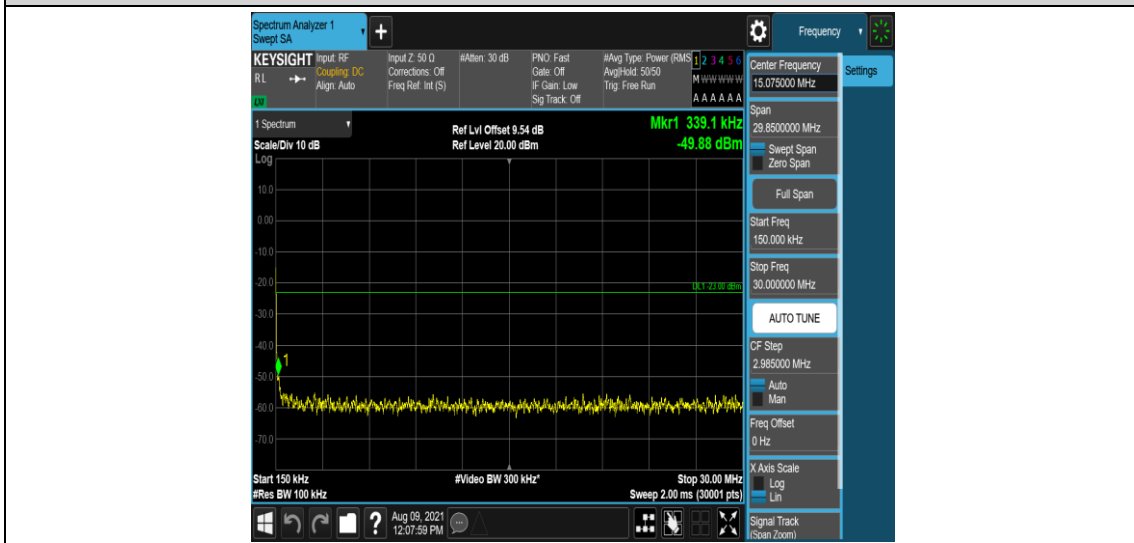 Spectrum Analyzer 1
Swept SA
+
Frequency
KEYSIGHT
RL
LXI
Input: RF
Coupling: DC
Align: Auto
Input Z: 50 Ω
Corrections: Off
Freq Ref: Int (S)
#Atten: 30 dB
PNO: Fast
Gate: Off
IF Gain: Low
Sig Track: Off
#Avg Type: Power (RMS
Avg|Hold: 50/50
Trig: Free Run
1 2 3 4 5 6
M W W W W W
A A A A A A
1 Spectrum
Scale/Div 10 dB
Ref Lvl Offset 9.54 dB
Ref Level 20.00 dBm
Mkr1 339.1 kHz
-49.88 dBm
Log
10.0
0.00
-10.0
-20.0
DL1 -23.00 dBm
-30.0
-40.0
1
-50.0
-60.0
-70.0
Start 150 kHz
#Res BW 100 kHz
#Video BW 300 kHz*
Stop 30.00 MHz
Sweep 2.00 ms (30001 pts)
Center Frequency
15.075000 MHz
Settings
Span
29.8500000 MHz
Swept Span
Zero Span
Full Span
Start Freq
150.000 kHz
Stop Freq
30.000000 MHz
AUTO TUNE
CF Step
2.985000 MHz
Auto
Man
Freq Offset
0 Hz
X Axis Scale
Log
Lin
Signal Track
(Span Zoom)
?
Aug 09, 2021
12:07:59 PM